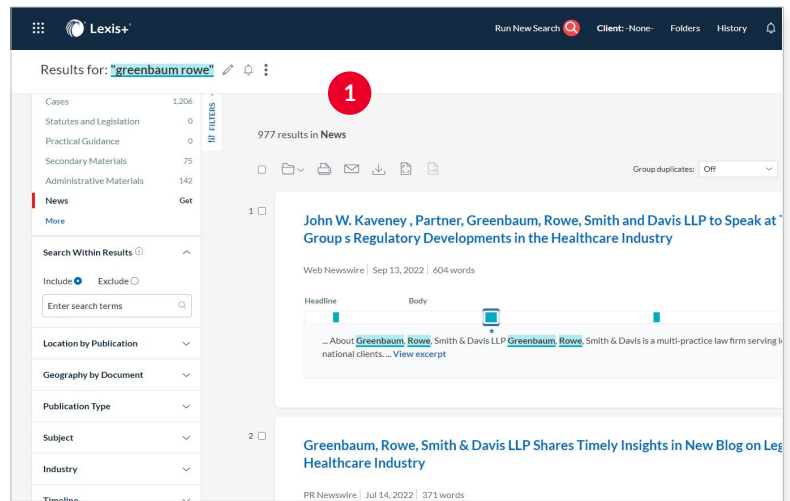 Lexis+
Run New Search
Client: -None-
Folders
History
Results for: "greenbaum rowe"
1
Cases 1,206
Statutes and Legislation 0
Practical Guidance 0
Secondary Materials 75
Administrative Materials 142
News Get
More
Search Within Results
Include Exclude
Enter search terms
Location by Publication
Geography by Document
Publication Type
Subject
Industry
Timeline
FILTERS
977 results in News
Group duplicates: Off
1
John W. Kaveney , Partner, Greenbaum, Rowe, Smith and Davis LLP to Speak at
Group s Regulatory Developments in the Healthcare Industry
Web Newswire | Sep 13, 2022 | 604 words
Headline Body
... About Greenbaum, Rowe, Smith & Davis LLP Greenbaum, Rowe, Smith & Davis is a multi-practice law firm serving
national clients. ... View excerpt
2
Greenbaum, Rowe, Smith & Davis LLP Shares Timely Insights in New Blog on
Healthcare Industry
PR Newswire | Jul 14, 2022 | 371 words